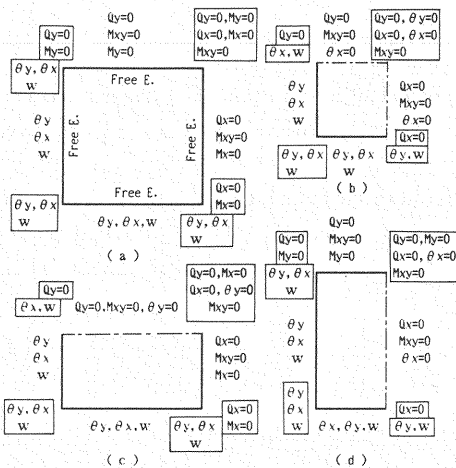 Qy=0
Qy=0,My=0
Qy=0
Mxy=0
Qx=0,Mx=0
My=0
My=0
Mxy=0
θy,θx
W
Free E.
θy
θx
W
Free E.
Free E.
Qx=0
Mxy=0
Mx=0
Free E.
θy,θx
W
θy,θx,W
Qx=0
Mx=0
θy,θx
W
( a )
Qy=0
Qy=0,θy=0
Qy=0
Mxy=0
Qx=0,θx=0
θx,W
θx=0
Mxy=0
θy
θx
W
Qx=0
Mxy=0
θx=0
Qx=0
θy,θx
W
θy,θx
W
θy,W
( b )
Qy=0,Mx=0
Qy=0
Qx=0,θy=0
θx,W
Qy=0,Mxy=0,θy=0
Mxy=0
θy
θx
W
Qx=0
Mxy=0
Mx=0
θy,θx
W
θy,θx,W
θy,θx
W
Qx=0
Mx=0
( c )
Qy=0
Qy=0
My=0
Mxy=0
My=0
Qy=0,My=0
Qx=0,θx=0
Mxy=0
θy,θx
W
θy
θx
W
Qx=0
Mxy=0
θx=0
θy
θx
W
θx,θy,W
Qx=0
θy,W
( d )